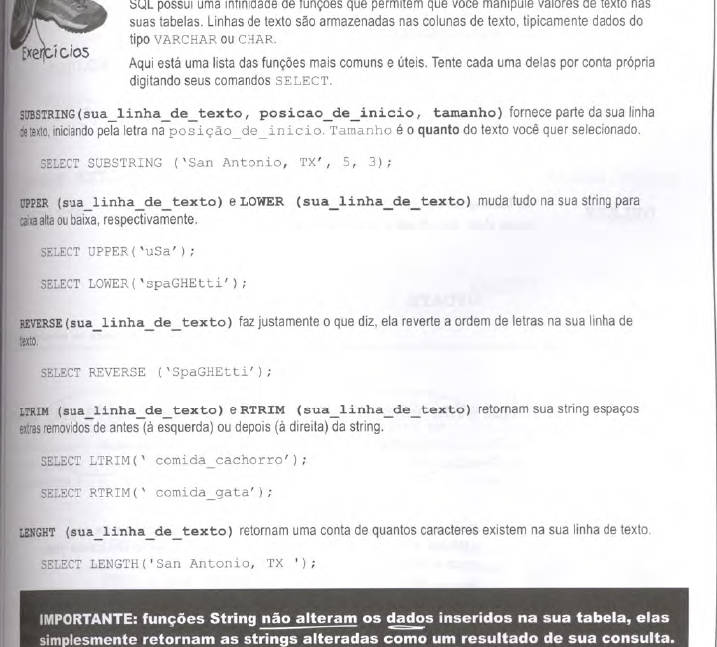 SQL possui uma infinidade de funções que permitem que você manipule valores de texto nas
suas tabelas. Linhas de texto são armazenadas nas colunas de texto, tipicamente dados do
tipo VARCHAR ou CHAR.
Exercícios
Aqui está uma lista das funções mais comuns e úteis. Tente cada uma delas por conta própria
digitando seus comandos SELECT.
SUBSTRING(sua_linha_de_texto, posicao_de_inicio, tamanho) fornece parte da sua linha
de texto, iniciando pela letra na posição_de_inicio. Tamanho é o quanto do texto você quer selecionado.
SELECT SUBSTRING ('San Antonio, TX', 5, 3);
UPPER (sua_linha_de_texto) e LOWER (sua_linha_de_texto) muda tudo na sua string para
caixa alta ou baixa, respectivamente.
SELECT UPPER('uSa');
SELECT LOWER('spaGHEtti');
REVERSE(sua_linha_de_texto) faz justamente o que diz, ela reverte a ordem de letras na sua linha de
texto.
SELECT REVERSE ('SpaGHEtti');
LTRIM (sua_linha_de_texto) e RTRIM (sua_linha_de_texto) retornam sua string espaços
extras removidos de antes (à esquerda) ou depois (à direita) da string.
SELECT LTRIM(' comida_cachorro');
SELECT RTRIM(' comida_gata');
LENGHT (sua_linha_de_texto) retornam uma conta de quantos caracteres existem na sua linha de texto.
SELECT LENGTH('San Antonio, TX ');
IMPORTANTE: funções String não alteram os dados inseridos na sua tabela, elas
simplesmente retornam as strings alteradas como um resultado de sua consulta.